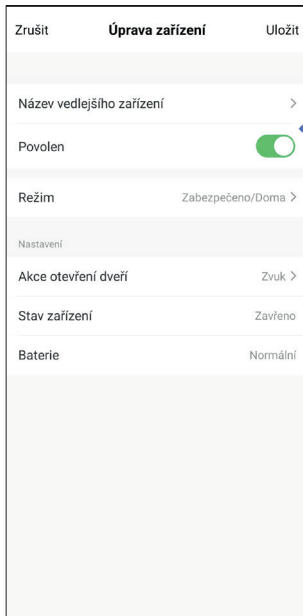 Zrušit Úprava zařízení Uložit
Název vedlejšího zařízení >
Povolen
Režim Zabezpečeno/Doma >
Nastavení
Akce otevření dveří Zvuk >
Stav zařízení Zavřeno
Baterie Normální